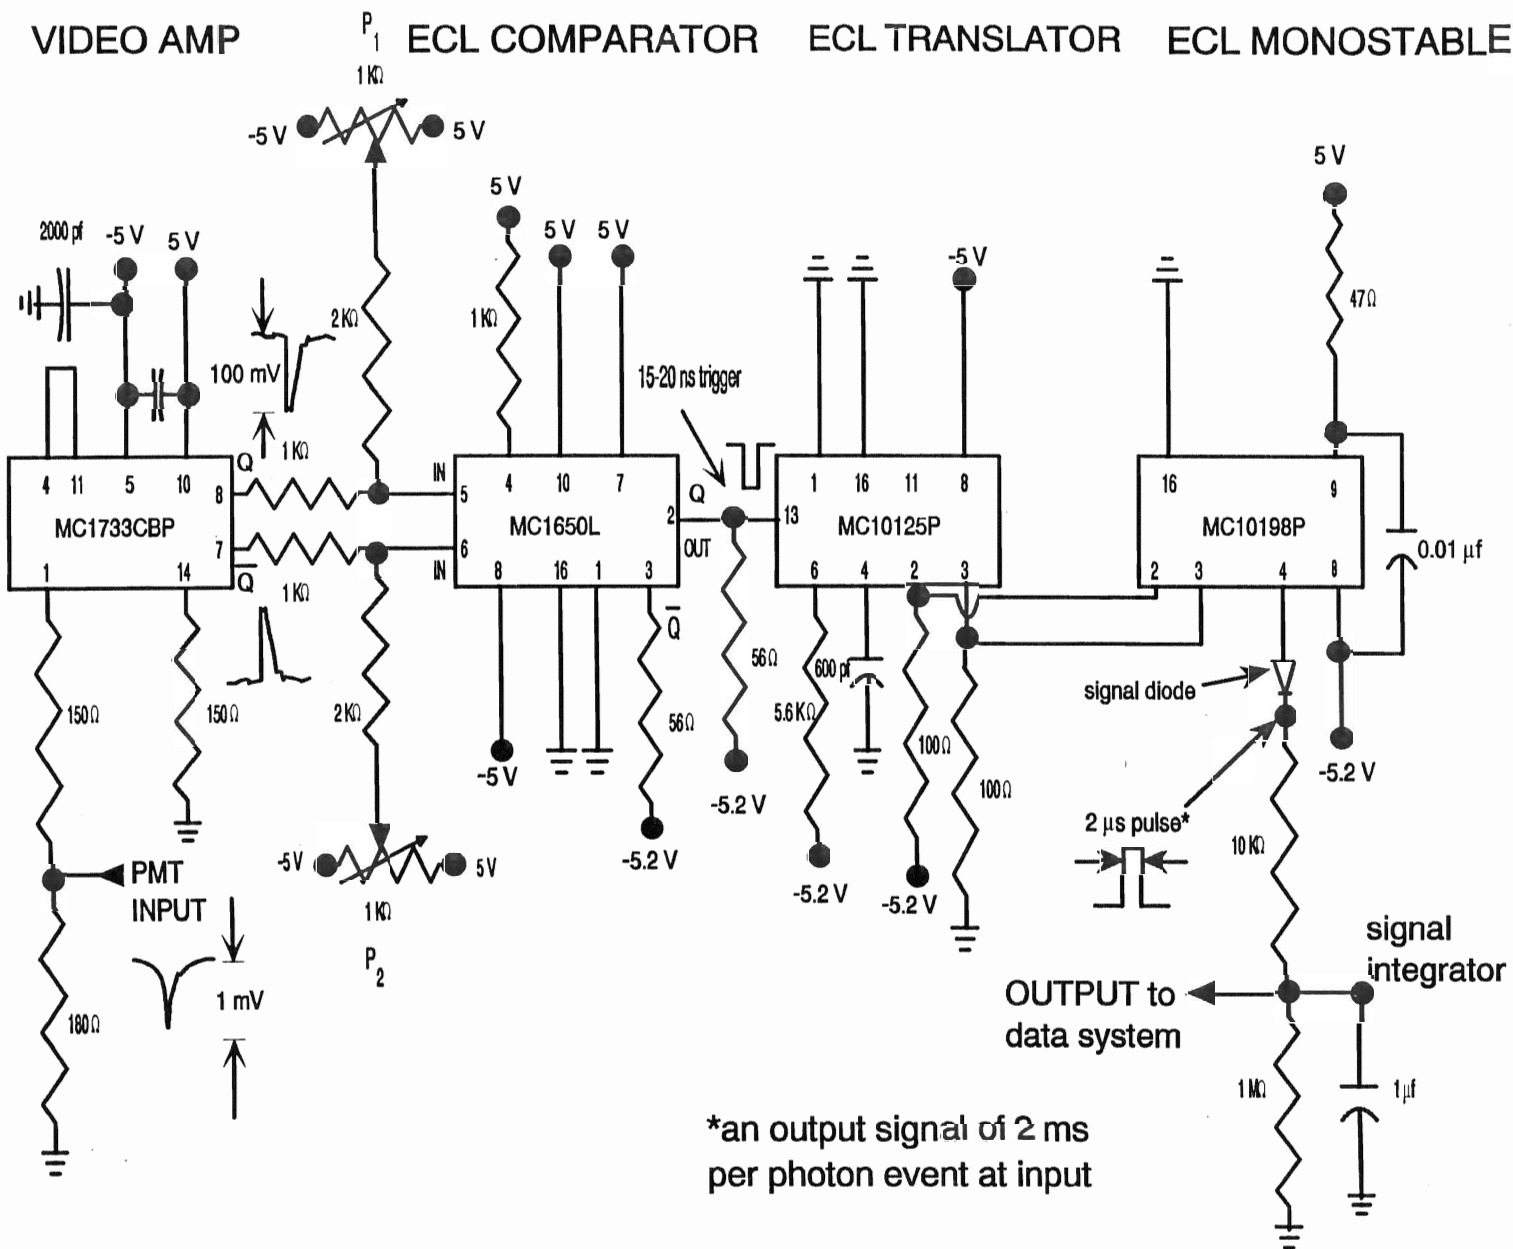 VIDEO AMP
P1
1 KΩ
ECL COMPARATOR
ECL TRANSLATOR
ECL MONOSTABLE
-5 V
5 V
2000 pf
-5 V
5 V
5 V
5 V
5 V
-5 V
5 V
2 KΩ
1 KΩ
47Ω
100 mV
15-20 ns trigger
1 KΩ
Q
IN
Q
4
11
5
10
8
5
4
10
7
2
13
1
16
11
8
16
9
MC1733CBP
MC1650L
MC10125P
MC10198P
OUT
7
6
IN
1
14
8
16
1
3
6
4
2
3
2
3
4
8
0.01 µf
Q
1 KΩ
Q
150Ω
150Ω
2 KΩ
56Ω
56Ω
600 pf
5.6 KΩ
100Ω
100Ω
signal diode
-5 V
-5.2 V
-5.2 V
2 µs pulse*
10 KΩ
-5 V
5 V
-5.2 V
-5.2 V
-5.2 V
PMT
INPUT
1 KΩ
P2
1 mV
180Ω
signal
integrator
OUTPUT to
data system
1 MΩ
1 µf
*an output signal of 2 ms
per photon event at input